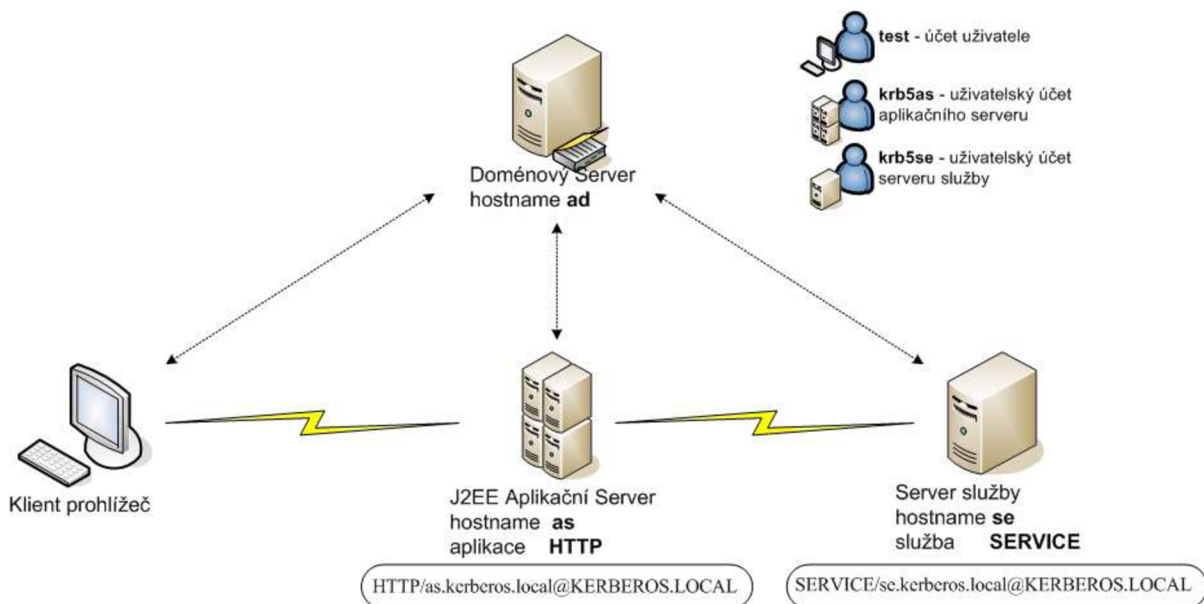 test - účet uživatele
krb5as - uživatelský účet
aplikačního serveru
krb5se - uživatelský účet
serveru služby
Doménový Server
hostname ad
Klient prohlížeč
J2EE Aplikační Server
hostname as
aplikace HTTP
HTTP/as.kerberos.local@KERBEROS.LOCAL
Server služby
hostname se
služba SERVICE
SERVICE/se.kerberos.local@KERBEROS.LOCAL